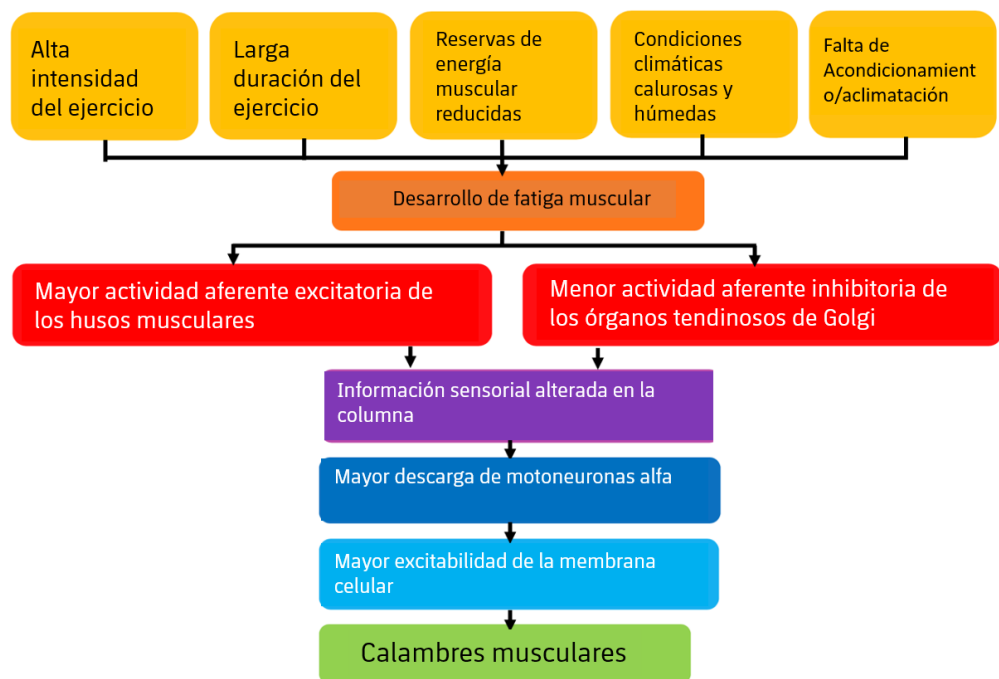 Alta
intensidad
del ejercicio
Larga
duración del
ejercicio
Reservas de
energía
muscular
reducidas
Condiciones
climáticas
calurosas y
húmedas
Falta de
Acondicionamient
o/aclimatación
Desarrollo de fatiga muscular
Mayor actividad aferente excitatoria de
los husos musculares
Menor actividad aferente inhibitoria de
los órganos tendinosos de Golgi
Información sensorial alterada en la
columna
Mayor descarga de motoneuronas alfa
Mayor excitabilidad de la membrana
celular
Calambres musculares